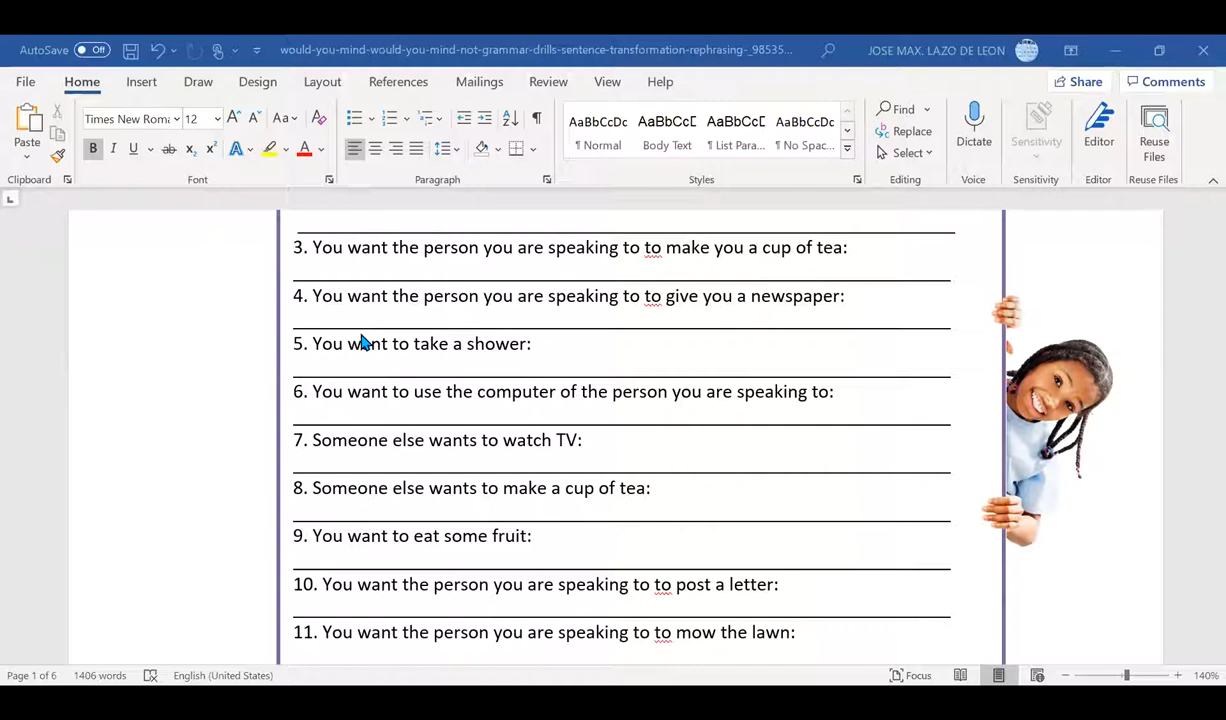 AutoSave Off would-you-mind-would-you-mind-not-grammar-drills-sentence-transformation-rephrasing-_98535... JOSE MAX. LAZO DE LEON
File Home Insert Draw Design Layout References Mailings Review View Help Share Comments
Paste
Times New Roma 12
Aa
B I U ab x₂ x² A A
AaBbCcDc AaBbCcE AaBbCcD AaBbCcDc
¶ Normal Body Text ¶ List Para... ¶ No Spac...
Find
Replace
Select
Dictate
Sensitivity
Editor
Reuse
Files
Clipboard Font Paragraph Styles Editing Voice Sensitivity Editor Reuse Files
3. You want the person you are speaking to to make you a cup of tea:
4. You want the person you are speaking to to give you a newspaper:
5. You want to take a shower:
6. You want to use the computer of the person you are speaking to:
7. Someone else wants to watch TV:
8. Someone else wants to make a cup of tea:
9. You want to eat some fruit:
10. You want the person you are speaking to to post a letter:
11. You want the person you are speaking to to mow the lawn:
Page 1 of 6 1406 words English (United States) Focus 140%